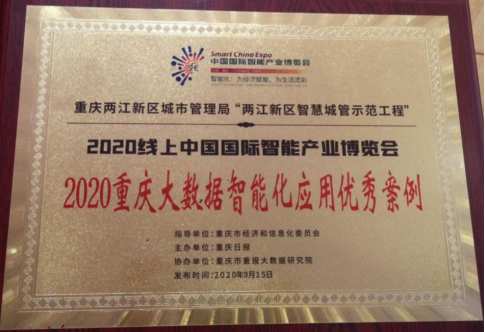 Smart China Expo
中国国际智能产业博览会
智能化：为经济赋能，为生活添彩
重庆两江新区城市管理局“两江新区智慧城管示范工程”
2020线上中国国际智能产业博览会
2020重庆大数据智能化应用优秀案例
指导单位：重庆市经济和信息化委员会
主办单位：重庆日报
协办单位：重庆市重报大数据研究院
发布时间：2020年9月15日